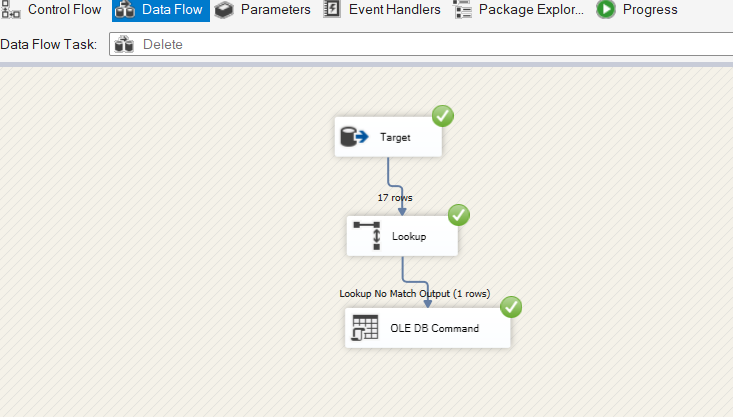 Control Flow Data Flow Parameters Event Handlers Package Explor... Progress
Data Flow Task: Delete
Target
17 rows
Lookup
Lookup No Match Output (1 rows)
OLE DB Command